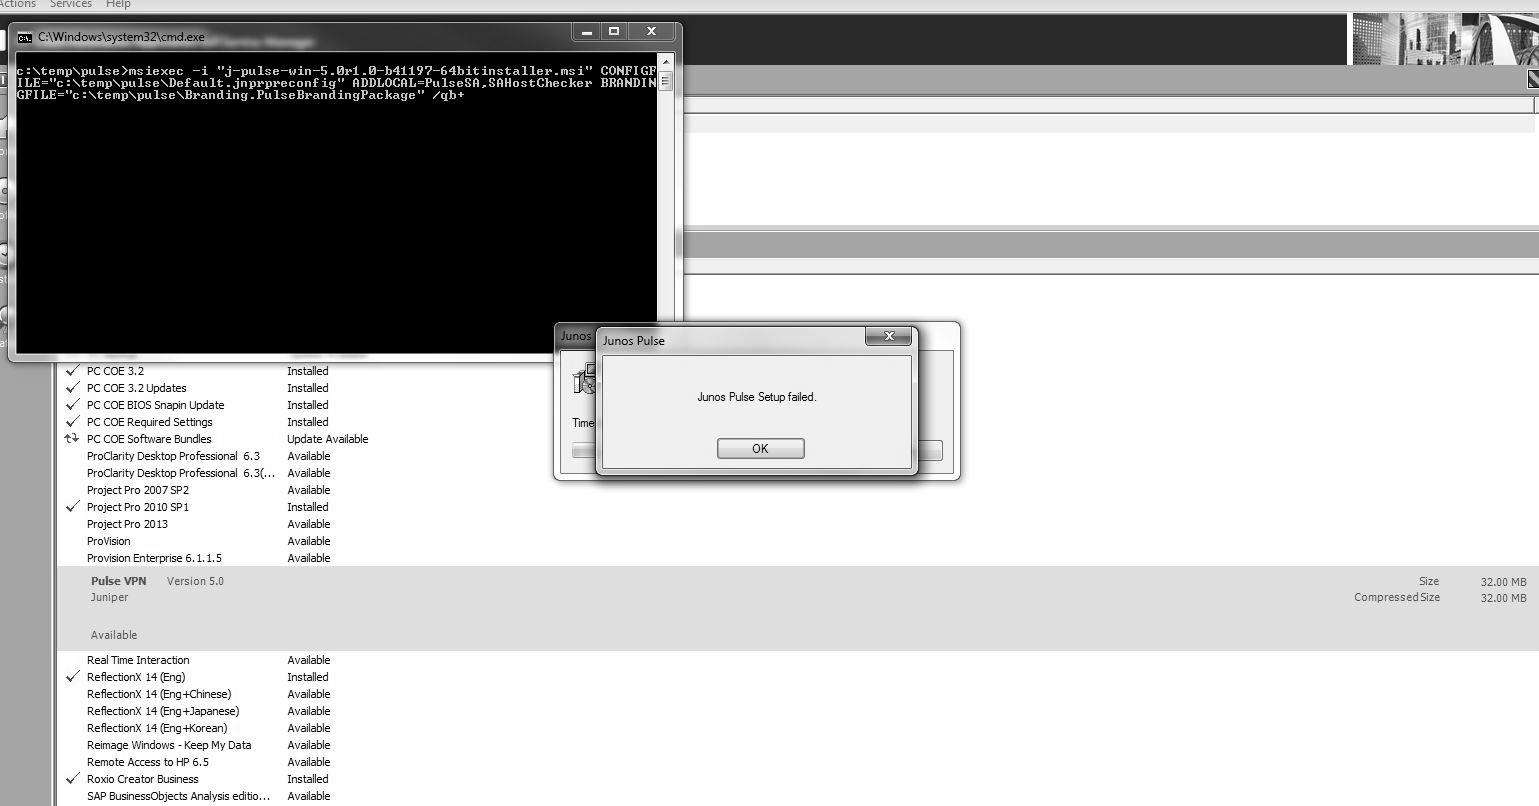 Actions Services Help
C:\Windows\system32\cmd.exe
c:\temp\pulse>msiexec -i "j-pulse-win-5.0r1.0-b41197-64bitinstaller.msi" CONFIGF
ILE="c:\temp\pulse\Default.jnprpreconfig" ADDLOCAL=PulseSA,SAHostChecker BRANDIN
GFILE="c:\temp\pulse\Branding.PulseBrandingPackage" /qb+
Junos
Junos Pulse
Junos Pulse Setup failed.
Time
OK
PC COE 3.2 Installed
PC COE 3.2 Updates Installed
PC COE BIOS Snapin Update Installed
PC COE Required Settings Installed
PC COE Software Bundles Update Available
ProClarity Desktop Professional 6.3 Available
ProClarity Desktop Professional 6.3(... Available
Project Pro 2007 SP2 Available
Project Pro 2010 SP1 Installed
Project Pro 2013 Available
ProVision Available
Provision Enterprise 6.1.1.5 Available
Pulse VPN Version 5.0 Size 32.00 MB
Juniper Compressed Size 32.00 MB
Available
Real Time Interaction Available
ReflectionX 14 (Eng) Installed
ReflectionX 14 (Eng+Chinese) Available
ReflectionX 14 (Eng+Japanese) Available
ReflectionX 14 (Eng+Korean) Available
Reimage Windows - Keep My Data Available
Remote Access to HP 6.5 Available
Roxio Creator Business Installed
SAP BusinessObjects Analysis editio... Available